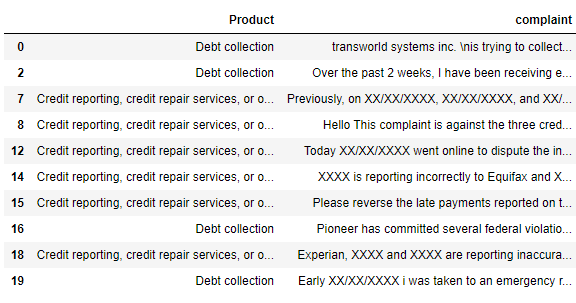 Product complaint
0 Debt collection transworld systems inc. \nis trying to collect...
2 Debt collection Over the past 2 weeks, I have been receiving e...
7 Credit reporting, credit repair services, or o... Previously, on XX/XX/XXXX, XX/XX/XXXX, and XX/...
8 Credit reporting, credit repair services, or o... Hello This complaint is against the three cred...
12 Credit reporting, credit repair services, or o... Today XX/XX/XXXX went online to dispute the in...
14 Credit reporting, credit repair services, or o... XXXX is reporting incorrectly to Equifax and X...
15 Credit reporting, credit repair services, or o... Please reverse the late payments reported on t...
16 Debt collection Pioneer has committed several federal violatio...
18 Credit reporting, credit repair services, or o... Experian, XXXX and XXXX are reporting inaccura...
19 Debt collection Early XX/XX/XXXX i was taken to an emergency r...